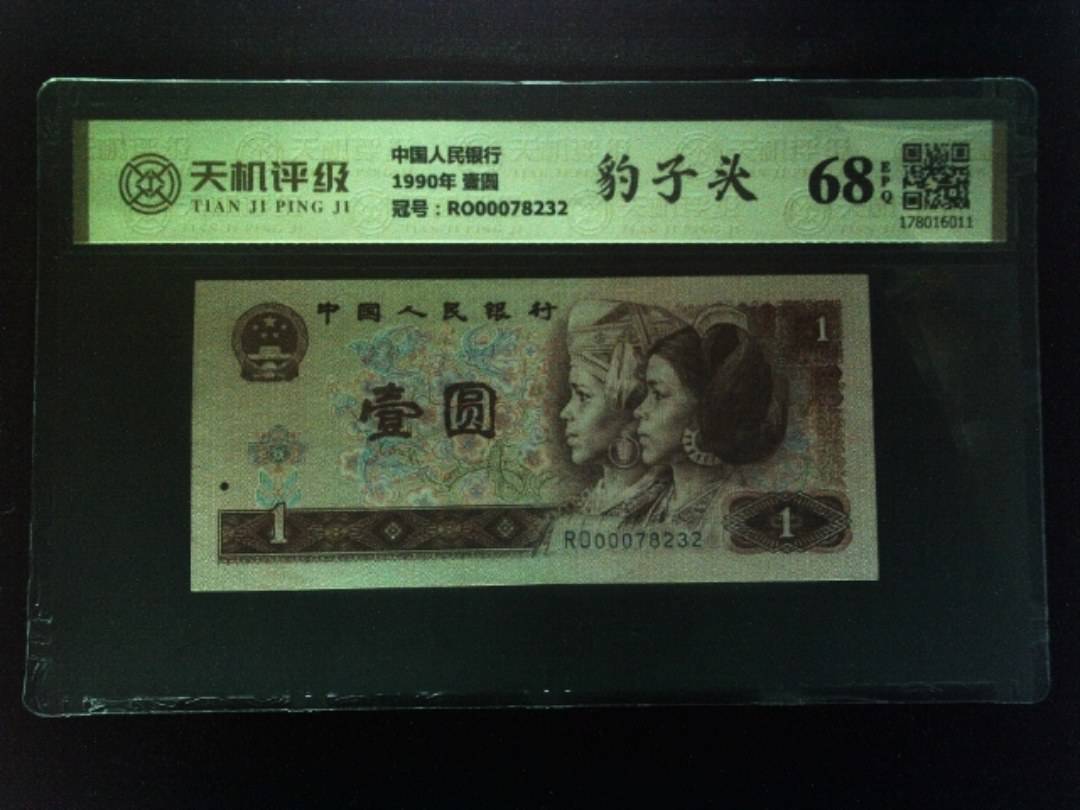 天机评级
TIAN JI PING JI
中国人民银行
1990年 壹圆
冠号：RO00078232
豹子头
68 EPQ
178016011
中国人民银行
1
壹圆
1
RO00078232
1